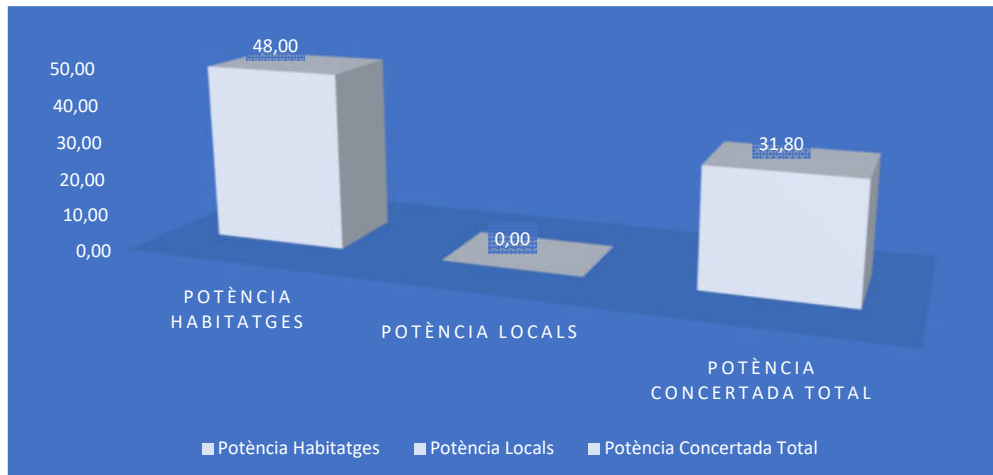 48,00
50,00
40,00
30,00
20,00
10,00
0,00
31,80
0,00
POTÈNCIA
HABITATGES
POTÈNCIA LOCALS
POTÈNCIA
CONCERTADA TOTAL
Potència Habitatges Potència Locals Potència Concertada Total